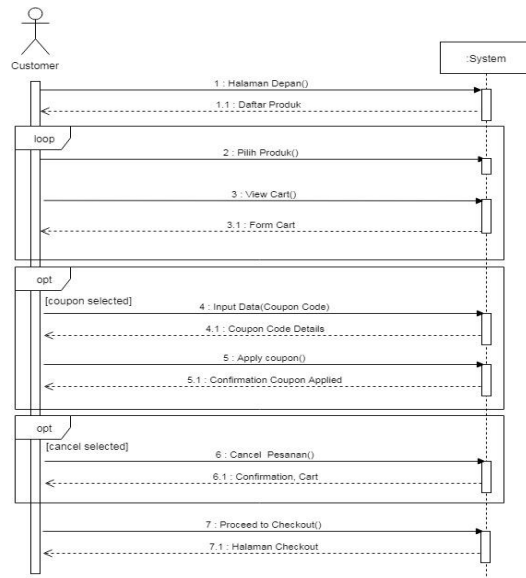 Customer
:System
1 : Halaman Depan()
1.1 : Daftar Produk
loop
2 : Pilih Produk()
3 : View Cart()
3.1 : Form Cart
opt
[coupon selected]
4 : Input Data(Coupon Code)
4.1 : Coupon Code Details
5 : Apply coupon()
5.1 : Confirmation Coupon Applied
opt
[cancel selected]
6 : Cancel Pesanan()
6.1 : Confirmation, Cart
7 : Proceed to Checkout()
7.1 : Halaman Checkout